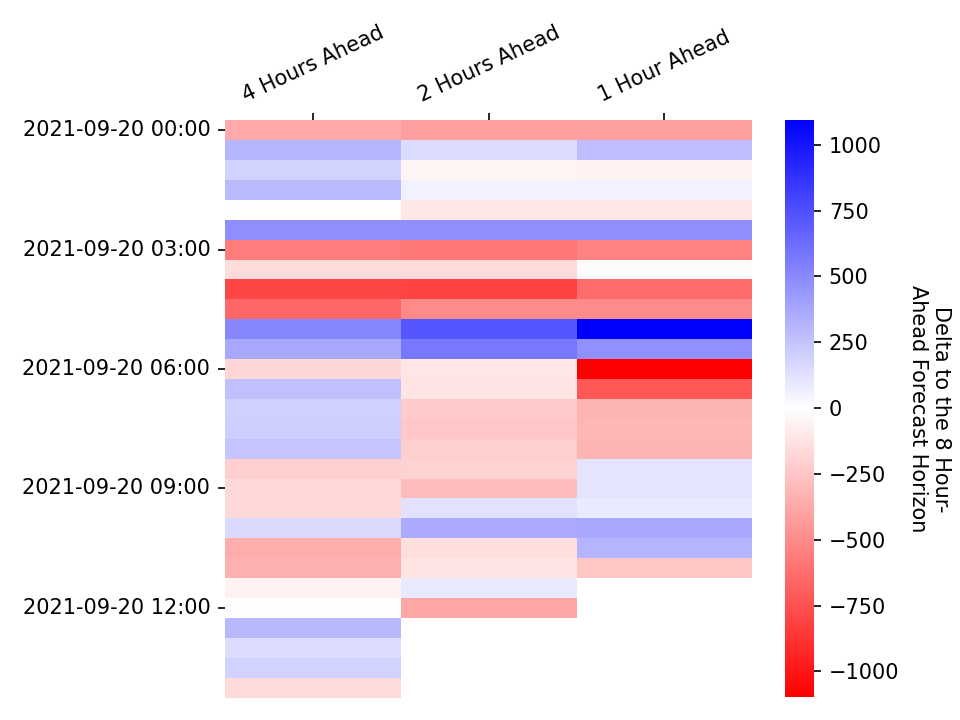 4 Hours Ahead
2 Hours Ahead
1 Hour Ahead
2021-09-20 00:00
2021-09-20 03:00
2021-09-20 06:00
2021-09-20 09:00
2021-09-20 12:00
1000
750
500
250
0
−250
−500
−750
−1000
Delta to the 8 Hour-
Ahead Forecast Horizon